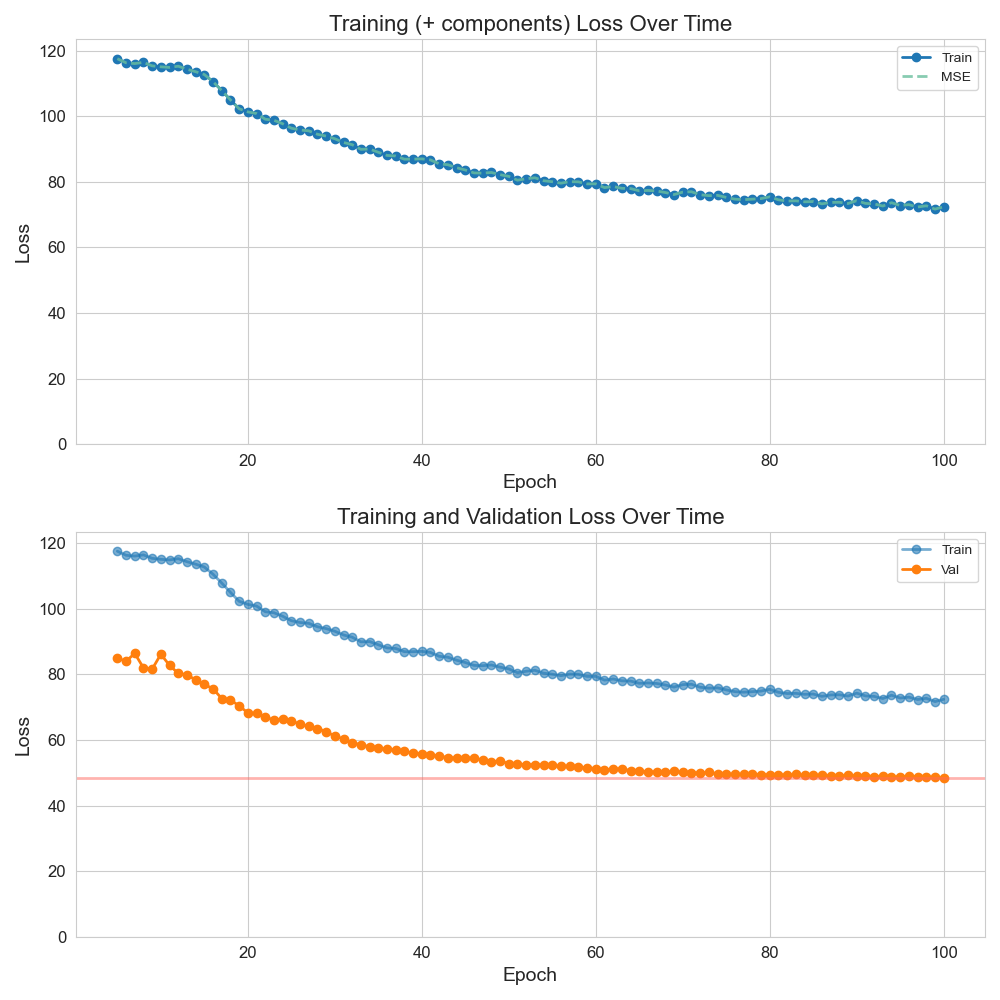 Training (+ components) Loss Over Time
120
100
80
60
40
20
0
Loss
Train
MSE
20 40 60 80 100
Epoch
Training and Validation Loss Over Time
120
100
80
60
40
20
0
Loss
Train
Val
20 40 60 80 100
Epoch